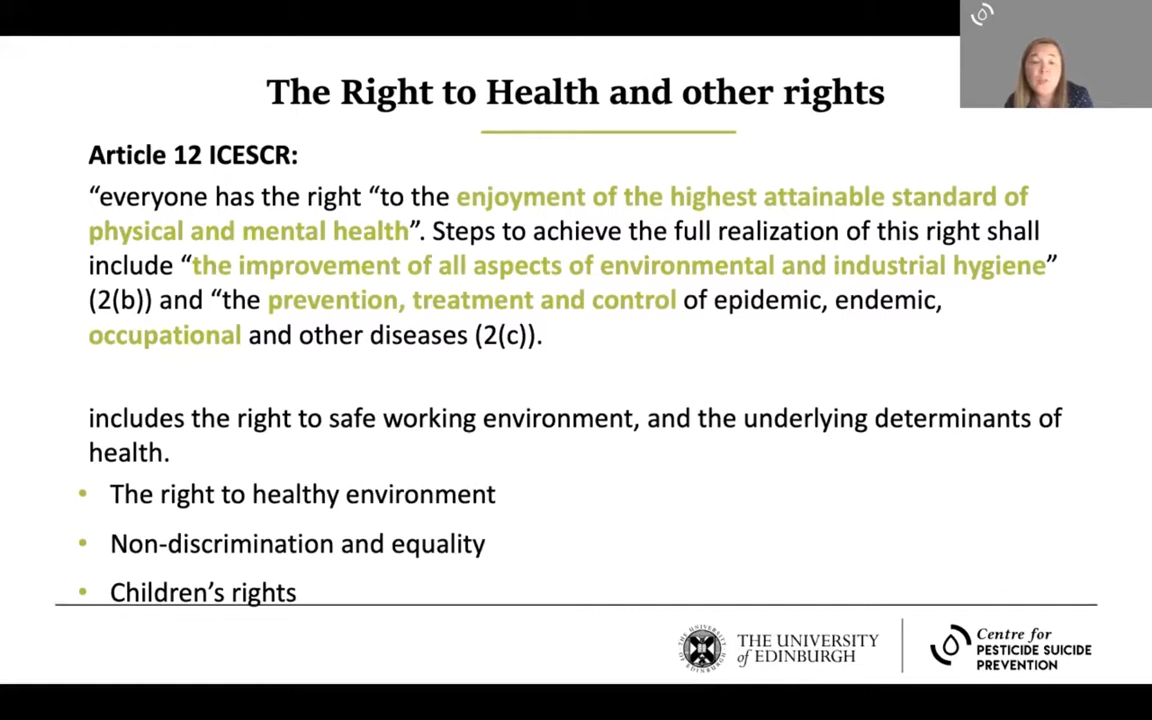 The Right to Health and other rights
Article 12 ICESCR:
“everyone has the right “to the enjoyment of the highest attainable standard of
physical and mental health”. Steps to achieve the full realization of this right shall
include “the improvement of all aspects of environmental and industrial hygiene”
(2(b)) and “the prevention, treatment and control of epidemic, endemic,
occupational and other diseases (2(c)).
includes the right to safe working environment, and the underlying determinants of
health.
• The right to healthy environment
• Non-discrimination and equality
• Children’s rights
THE UNIVERSITY
of EDINBURGH
Centre for
PESTICIDE SUICIDE
PREVENTION